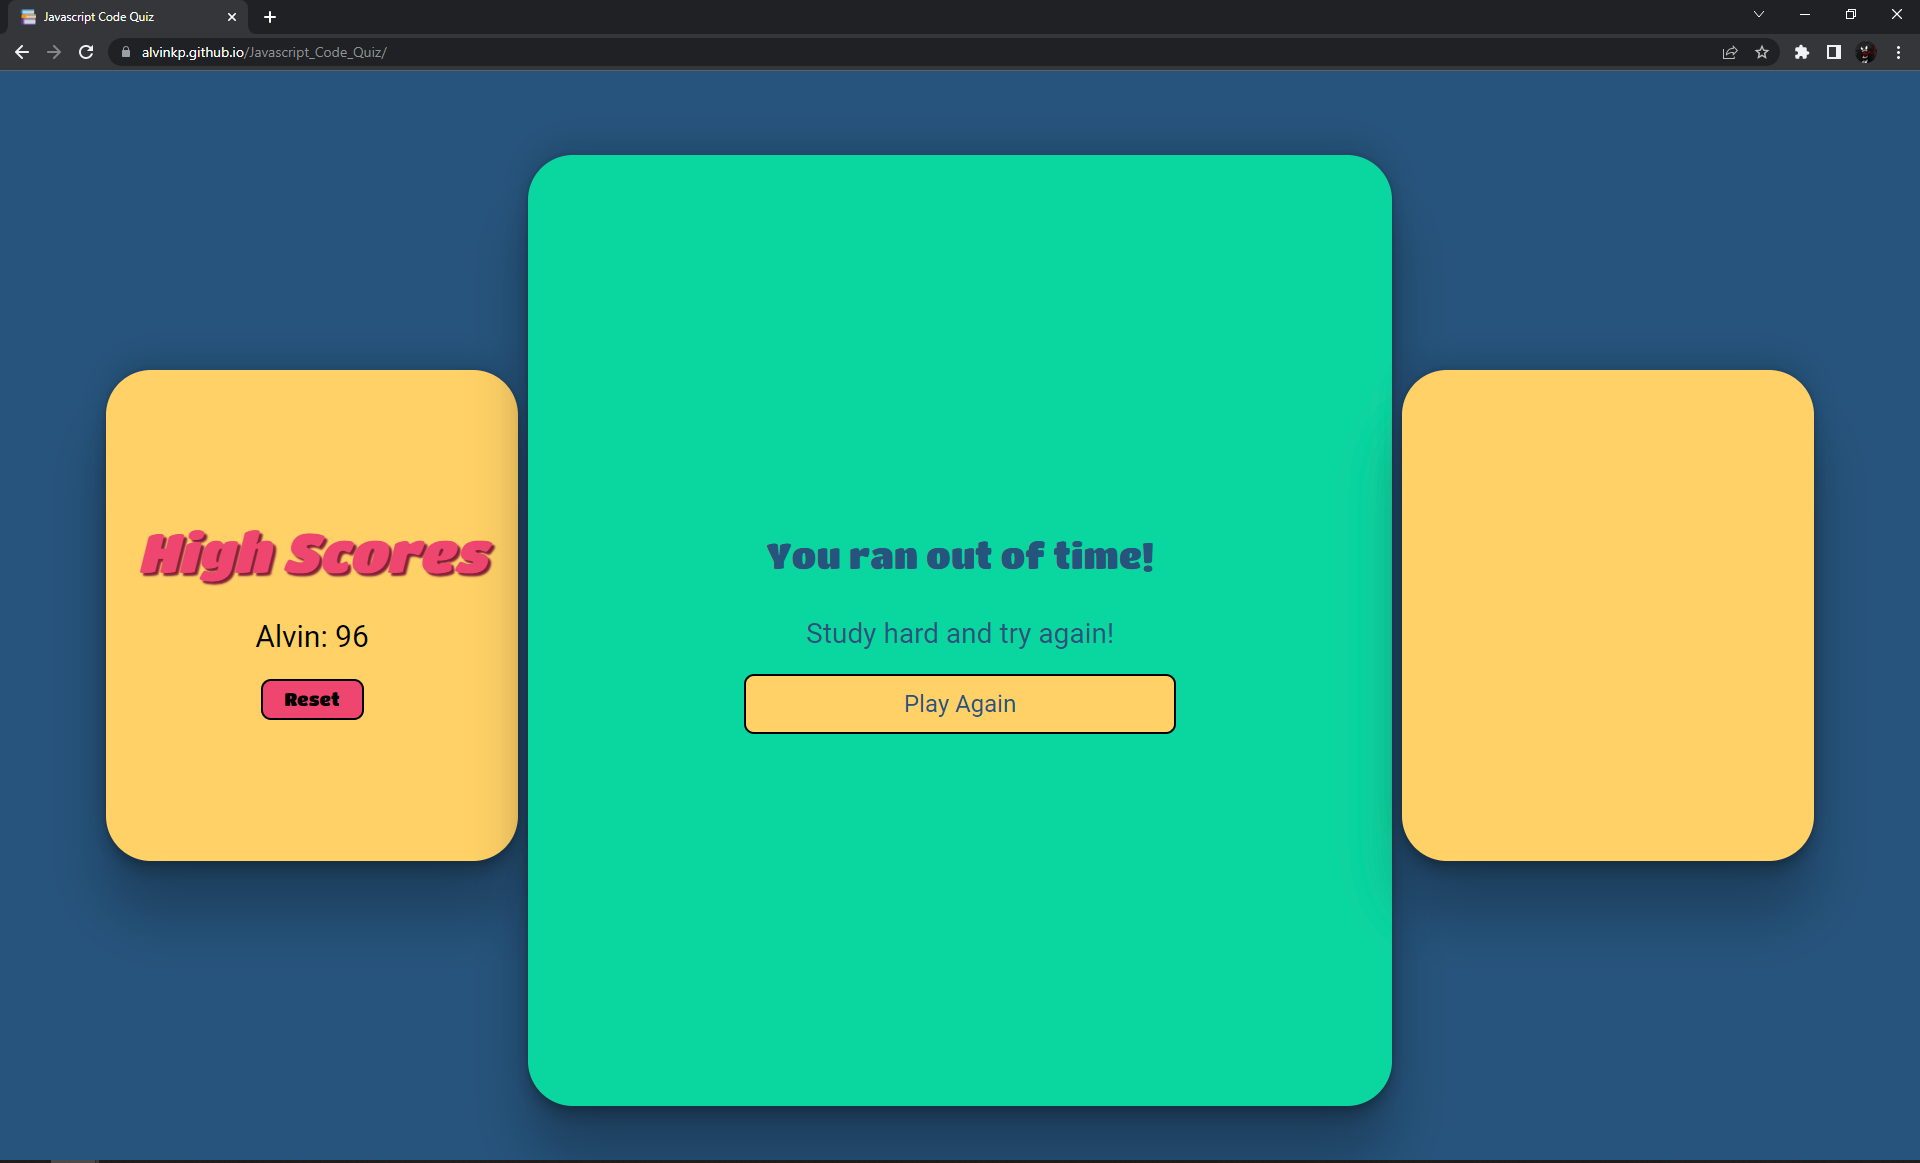 Javascript Code Quiz
alvinkp.github.io/Javascript_Code_Quiz/
High Scores
Alvin: 96
Reset
You ran out of time!
Study hard and try again!
Play Again